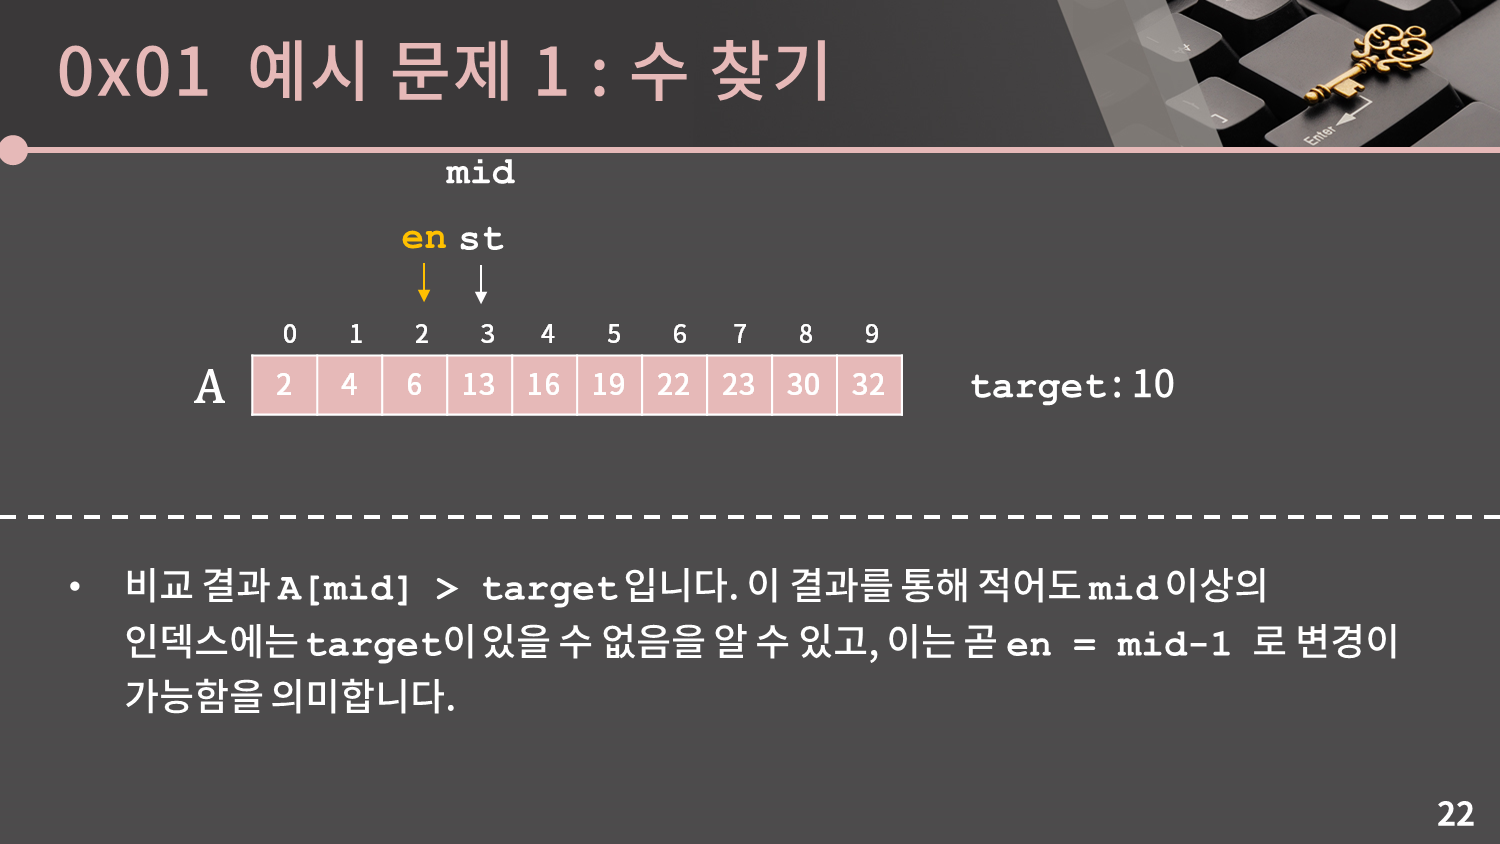 0x01 예시 문제 1 : 수 찾기
Enter
mid
en st
0 1 2 3 4 5 6 7 8 9
A 2 4 6 13 16 19 22 23 30 32 target: 10
• 비교 결과 A[mid] > target 입니다. 이 결과를 통해 적어도 mid 이상의
인덱스에는 target이 있을 수 없음을 알 수 있고, 이는 곧 en = mid-1 로 변경이
가능함을 의미합니다.
22